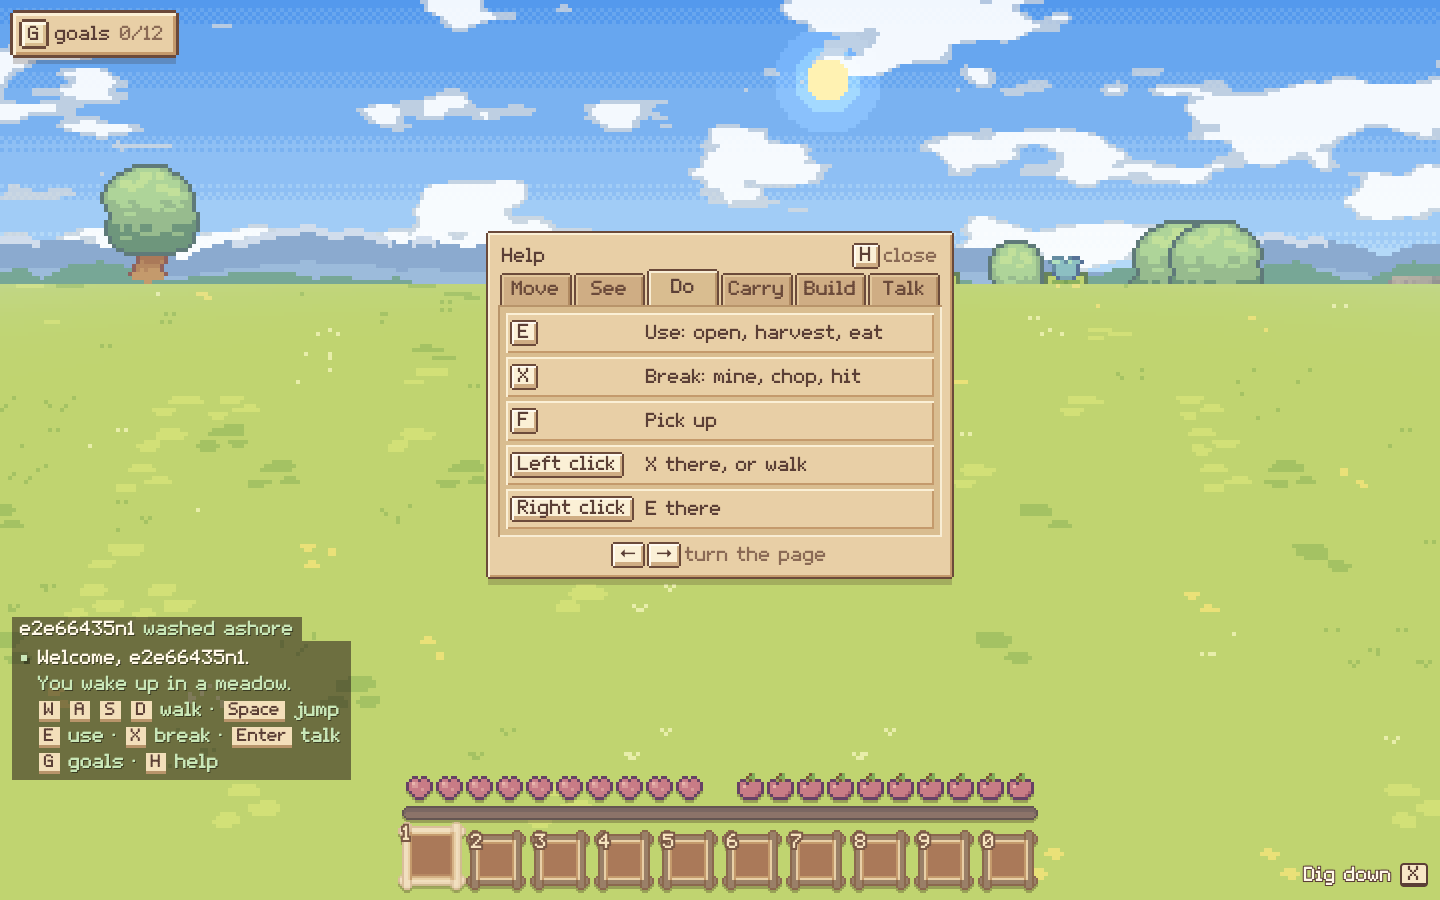 G goals 0/12
Help H close
Move See Do Carry Build Talk
E Use: open, harvest, eat
X Break: mine, chop, hit
F Pick up
Left click X there, or walk
Right click E there
← → turn the page
e2e66435n1 washed ashore
Welcome, e2e66435n1.
You wake up in a meadow.
W A S D walk · Space jump
E use · X break · Enter talk
G goals · H help
1 2 3 4 5 6 7 8 9 0
Dig down X